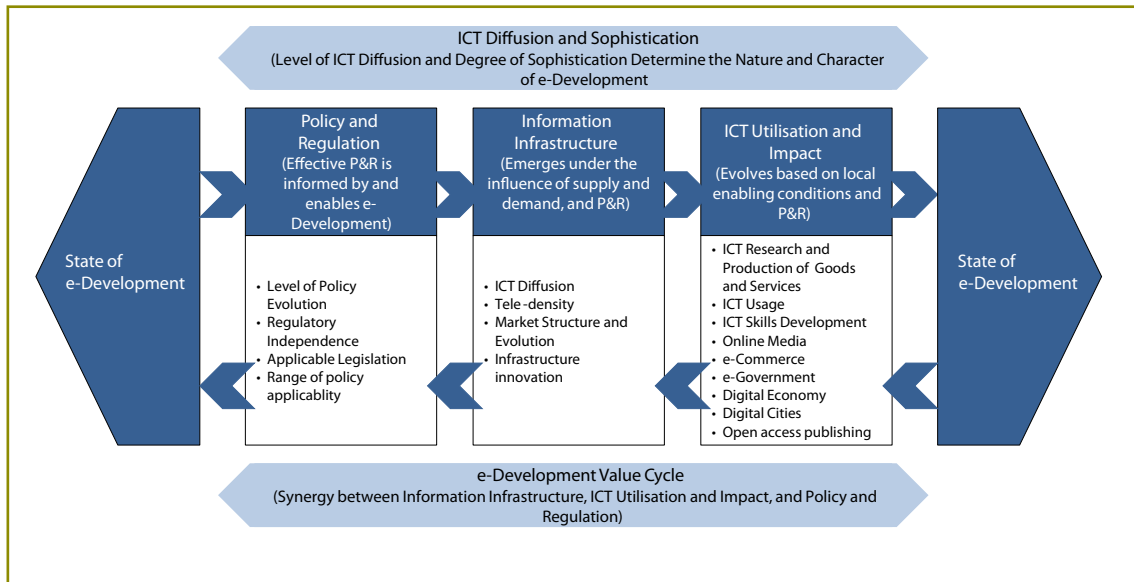 ICT Diffusion and Sophistication
(Level of ICT Diffusion and Degree of Sophistication Determine the Nature and Character
of e-Development
State of
e-Development
Policy and
Regulation
(Effective P&R is
informed by and
enables e-
Development)
• Level of Policy
Evolution
• Regulatory
Independence
• Applicable Legislation
• Range of policy
applicablity
Information
Infrastructure
(Emerges under the
influence of supply and
demand, and P&R)
• ICT Diffusion
• Tele-density
• Market Structure and
Evolution
• Infrastructure
innovation
ICT Utilisation and
Impact
(Evolves based on local
enabling conditions and
P&R)
• ICT Research and
Production of Goods
and Services
• ICT Usage
• ICT Skills Development
• Online Media
• e-Commerce
• e-Government
• Digital Economy
• Digital Cities
• Open access publishing
State of
e-Development
e-Development Value Cycle
(Synergy between Information Infrastructure, ICT Utilisation and Impact, and Policy and
Regulation)